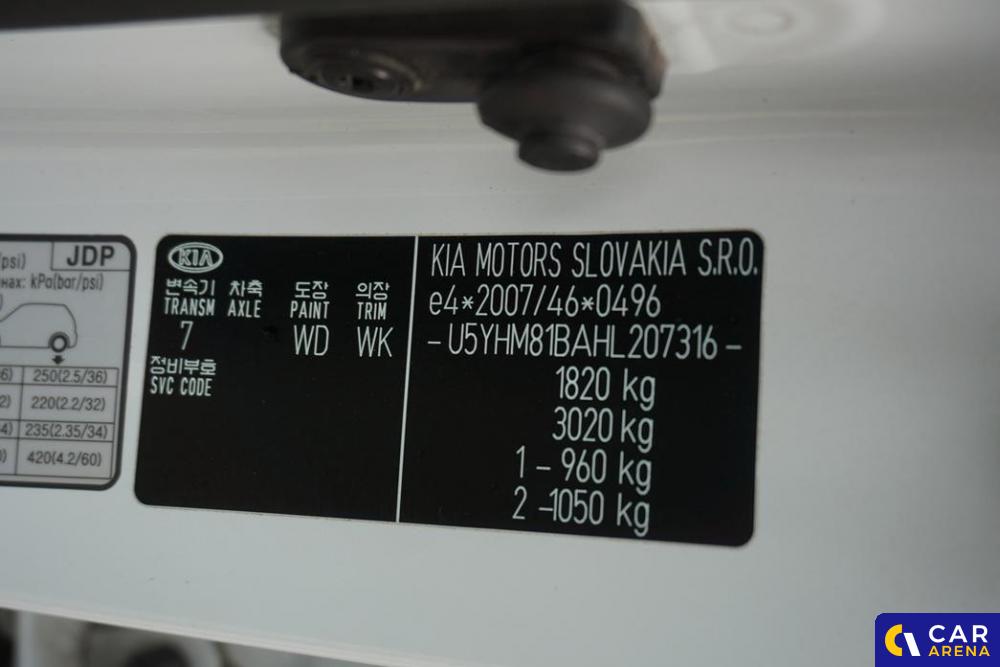 psi)
JDP
max: kPa(bar/psi)
250(2.5/36)
220(2.2/32)
235(2.35/34)
420(4.2/60)
KIA
변속기 차축 도장 의장
TRANSM AXLE PAINT TRIM
7 WD WK
정비부호
SVC CODE
KIA MOTORS SLOVAKIA S.R.O.
e4*2007/46*0496
- U5YHM81BAHL207316 -
1820 kg
3020 kg
1 - 960 kg
2 -1050 kg
CAR
ARENA